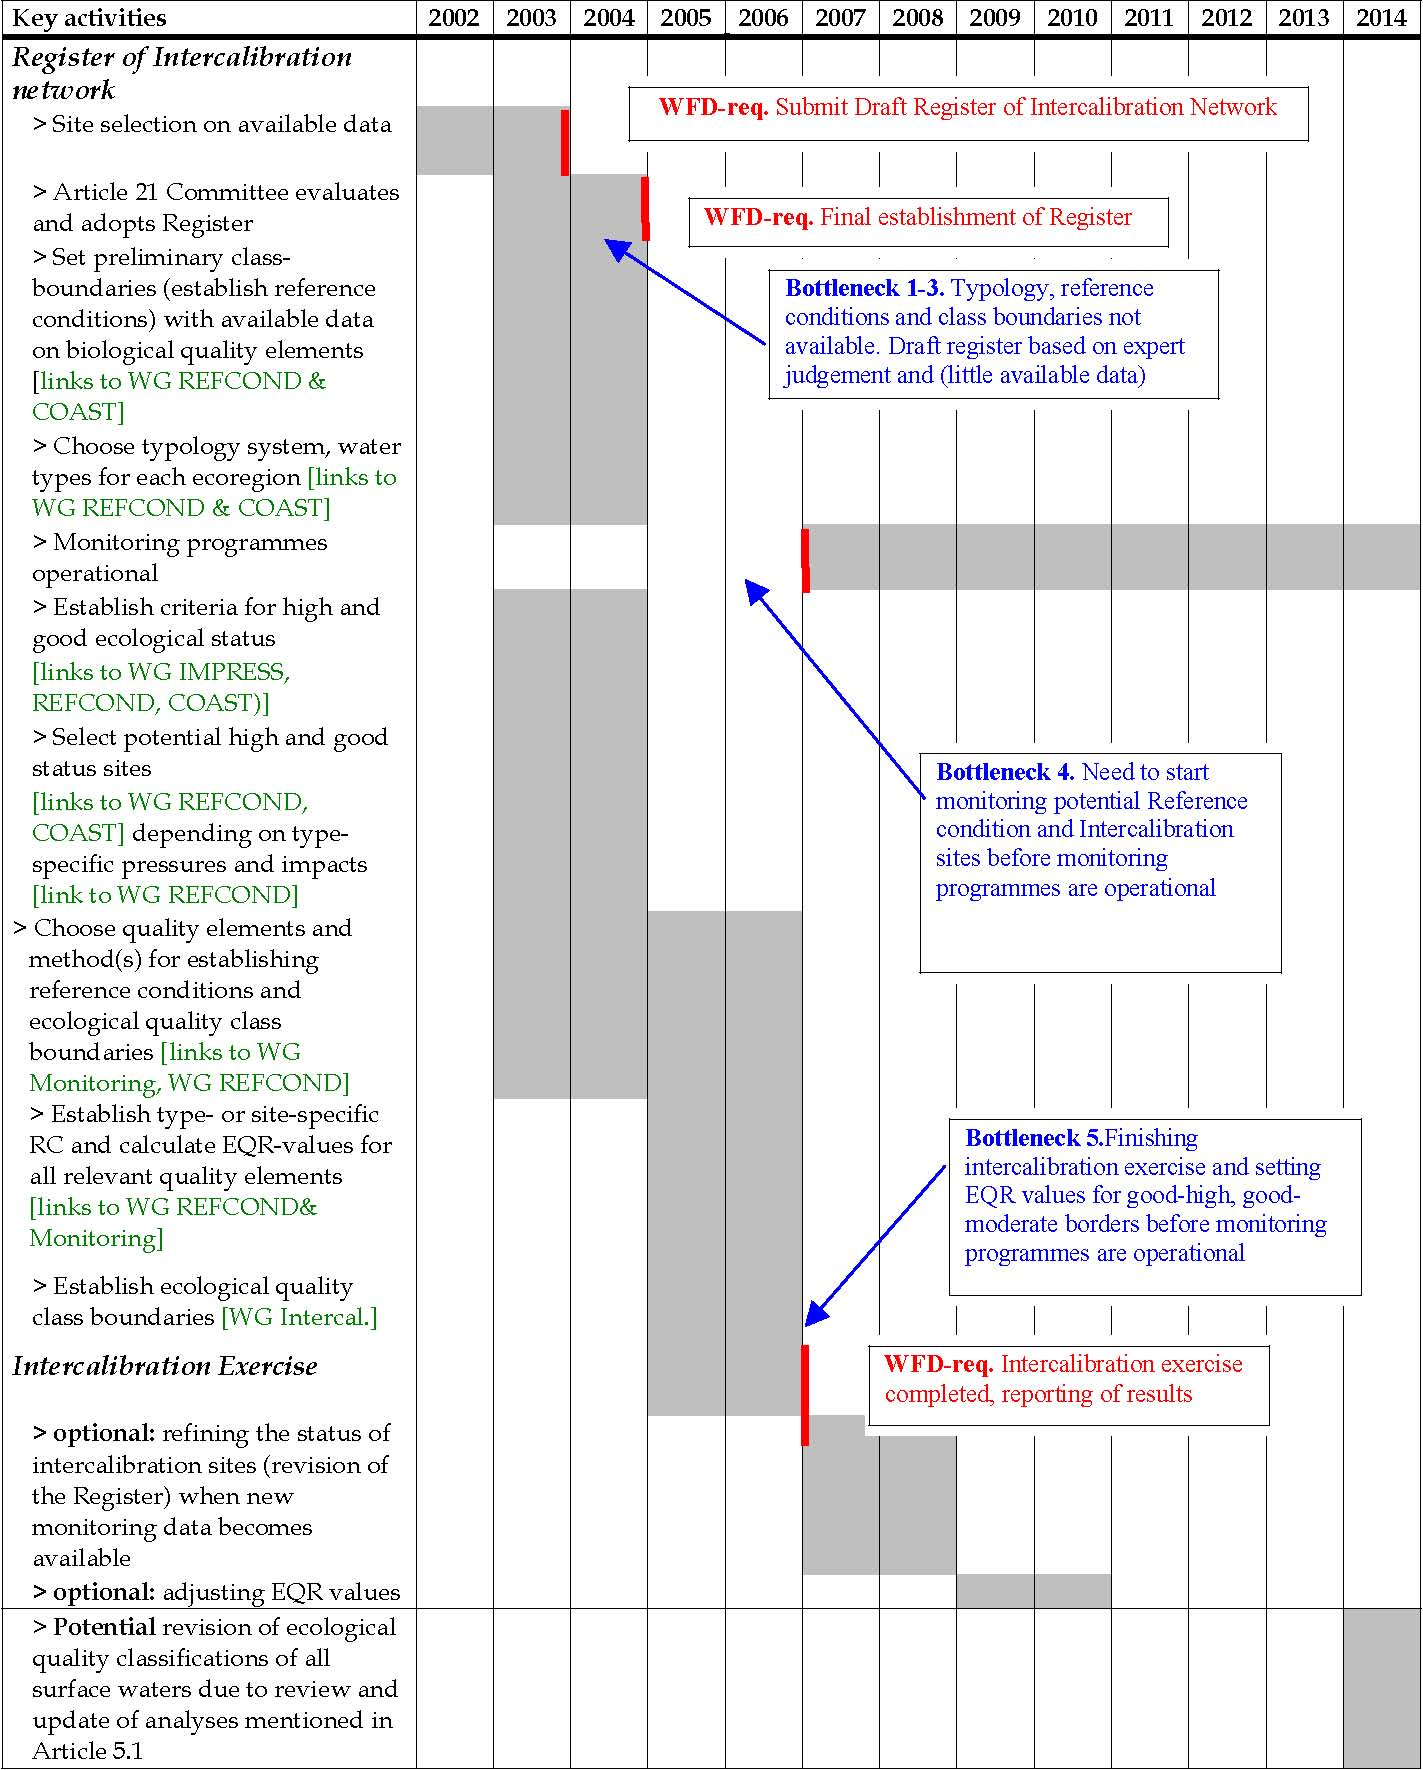 Key activities 2002 2003 2004 2005 2006 2007 2008 2009 2010 2011 2012 2013 2014
Register of Intercalibration
network
> Site selection on available data
WFD-req. Submit Draft Register of Intercalibration Network
> Article 21 Committee evaluates
and adopts Register
WFD-req. Final establishment of Register
> Set preliminary class-
boundaries (establish reference
conditions) with available data
on biological quality elements
[links to WG REFCOND &
COAST]
Bottleneck 1-3. Typology, reference
conditions and class boundaries not
available. Draft register based on expert
judgement and (little available data)
> Choose typology system, water
types for each ecoregion [links to
WG REFCOND & COAST]
> Monitoring programmes
operational
> Establish criteria for high and
good ecological status
[links to WG IMPRESS,
REFCOND, COAST)]
> Select potential high and good
status sites
[links to WG REFCOND,
COAST] depending on type-
specific pressures and impacts
[link to WG REFCOND]
Bottleneck 4. Need to start
monitoring potential Reference
condition and Intercalibration
sites before monitoring
programmes are operational
> Choose quality elements and
method(s) for establishing
reference conditions and
ecological quality class
boundaries [links to WG
Monitoring, WG REFCOND]
> Establish type- or site-specific
RC and calculate EQR-values for
all relevant quality elements
[links to WG REFCOND&
Monitoring]
Bottleneck 5.Finishing
intercalibration exercise and setting
EQR values for good-high, good-
moderate borders before monitoring
programmes are operational
> Establish ecological quality
class boundaries [WG Intercal.]
Intercalibration Exercise
WFD-req. Intercalibration exercise
completed, reporting of results
> optional: refining the status of
intercalibration sites (revision of
the Register) when new
monitoring data becomes
available
> optional: adjusting EQR values
> Potential revision of ecological
quality classifications of all
surface waters due to review and
update of analyses mentioned in
Article 5.1